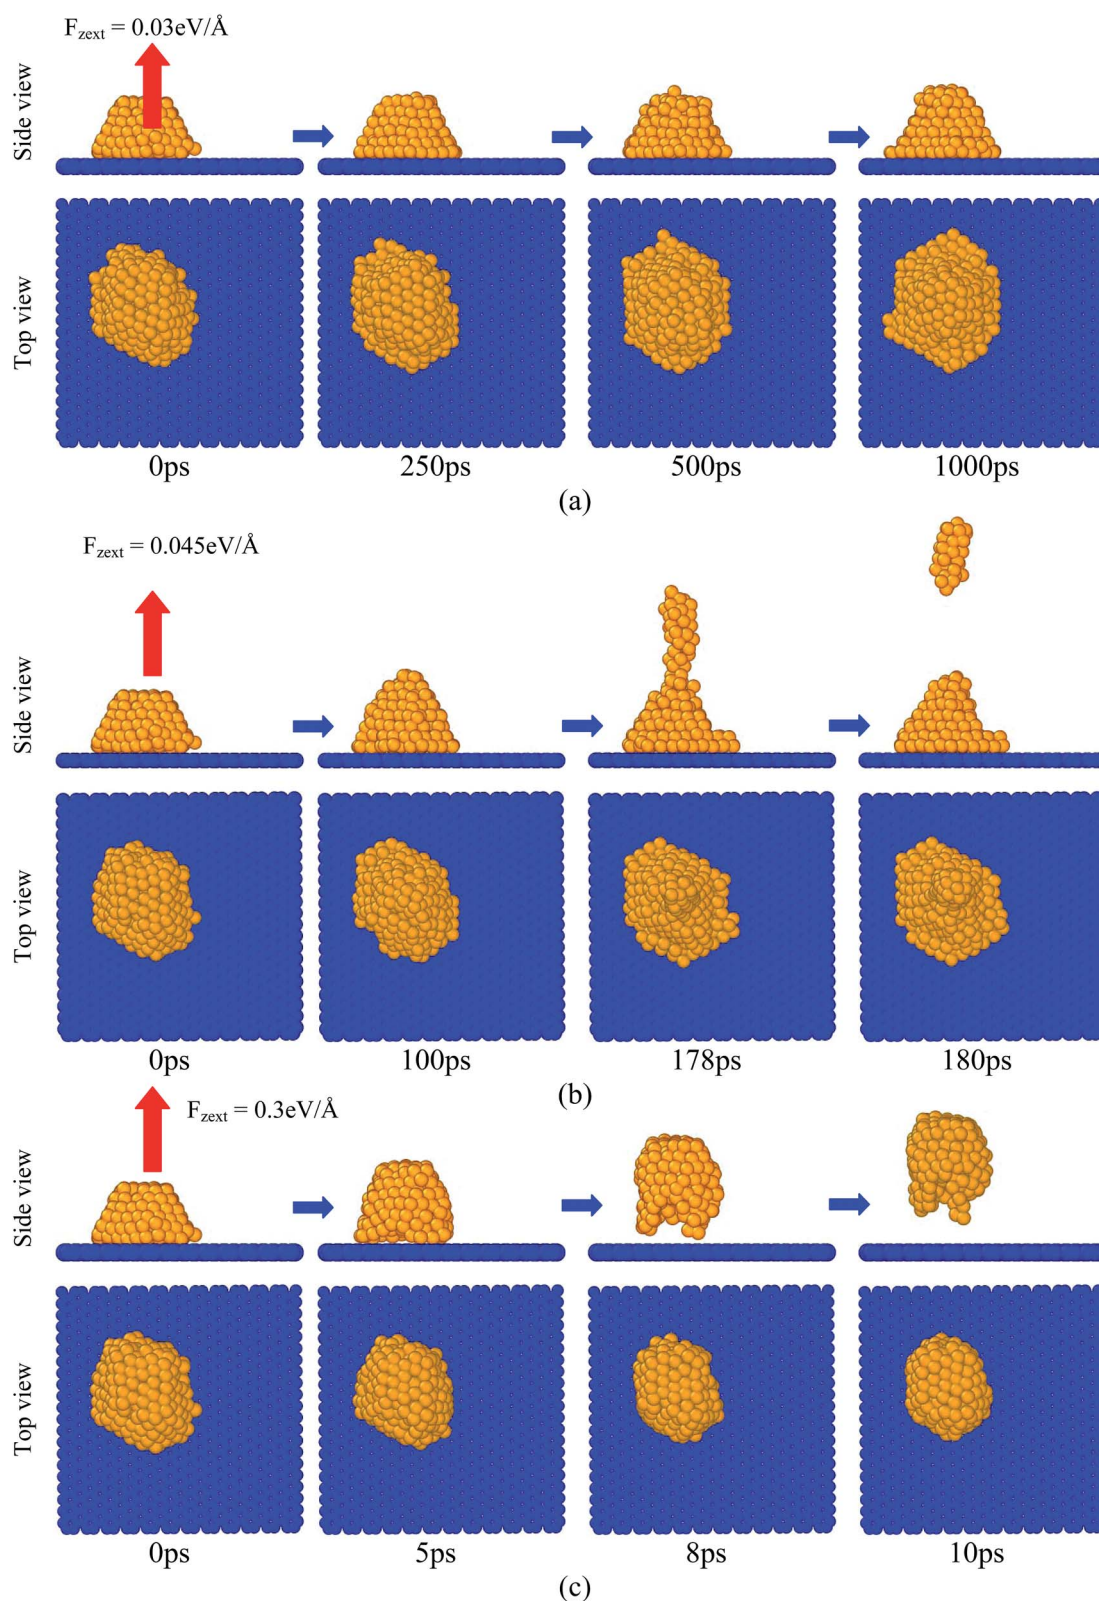 F_zext = 0.03eV/Å
Side view
Top view
0ps 250ps 500ps 1000ps
(a)
F_zext = 0.045eV/Å
Side view
Top view
0ps 100ps 178ps 180ps
(b)
F_zext = 0.3eV/Å
Side view
Top view
0ps 5ps 8ps 10ps
(c)